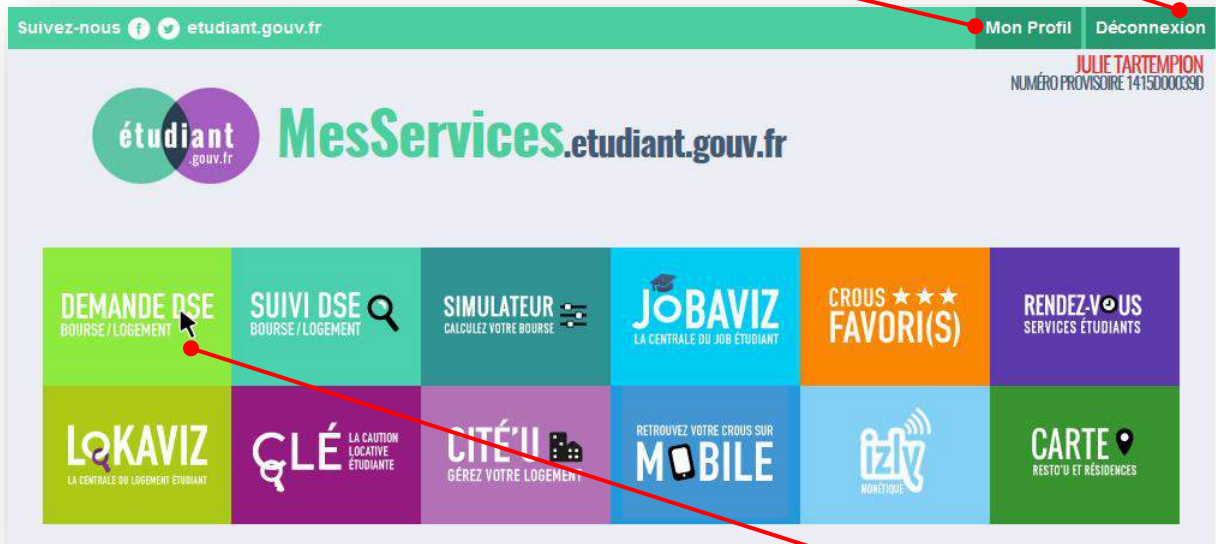 Suivez-nous f etudiant.gouv.fr
Mon Profil Déconnexion
JULIE TARTEMPION
NUMÉRO PROVISOIRE 1415D00039D
étudiant
.gouv.fr
MesServices.etudiant.gouv.fr
DEMANDE DSE
BOURSE / LOGEMENT
SUIVI DSE
BOURSE / LOGEMENT
SIMULATEUR
CALCULEZ VOTRE BOURSE
JOBAVIZ
LA CENTRALE DU JOB ÉTUDIANT
CROUS ★★★
FAVORI(S)
RENDEZ-VOUS
SERVICES ÉTUDIANTS
LOKAVIZ
LA CENTRALE DU LOGEMENT ÉTUDIANT
CLÉ
LA CAUTION
LOCATIVE
ÉTUDIANTE
CITÉ'U
GÉREZ VOTRE LOGEMENT
RETROUVEZ VOTRE CROUS SUR
MOBILE
izly
MONÉTIQUE
CARTE
RESTO'U ET RÉSIDENCES